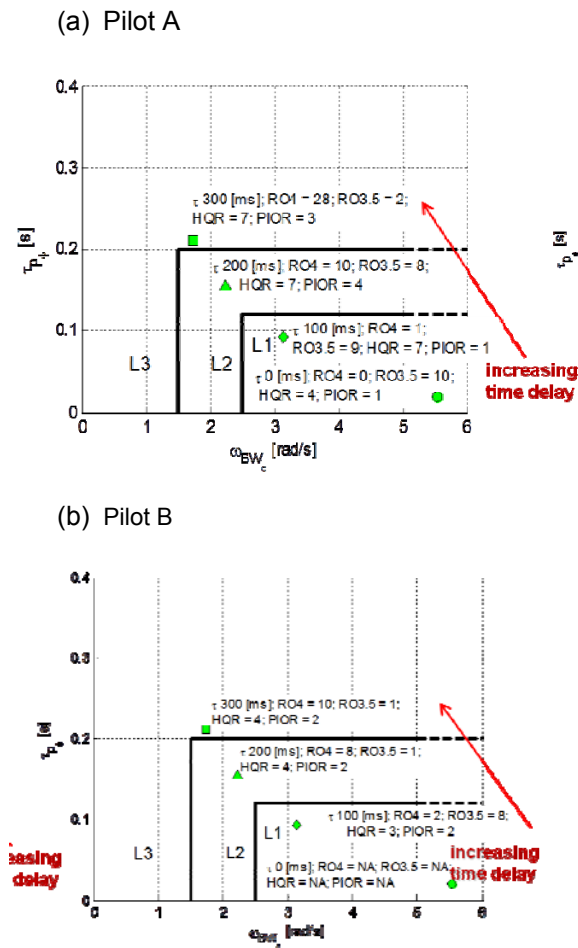 (a) Pilot A
0.4
0.3
0.2
0.1
0
τ 300 [ms]; RO4 = 28; RO3.5 = 2;
HQR = 7; PIOR = 3
τ 200 [ms]; RO4 = 10; RO3.5 = 8;
HQR = 7; PIOR = 4
L1
τ 100 [ms]; RO4 = 1;
RO3.5 = 9; HQR = 7; PIOR = 1
τ 0 [ms]; RO4 = 0; RO3.5 = 10;
HQR = 4; PIOR = 1
L3
L2
increasing
time delay
[s]
τp [s]
0 1 2 3 4 5 6
ωBWc [rad/s]
(b) Pilot B
0.4
0.3
0.2
0.1
0
τ 300 [ms]; RO4 = 10; RO3.5 = 1;
HQR = 4; PIOR = 2
τ 200 [ms]; RO4 = 8; RO3.5 = 1;
HQR = 4; PIOR = 2
τ 100 [ms]; RO4 = 2; RO3.5 = 8;
HQR = 3; PIOR = 2
L1
τ 0 [ms]; RO4 = NA; RO3.5 = NA;
HQR = NA; PIOR = NA
L3
L2
increasing
time delay
easing
delay
0 1 2 3 4 5 6
[rad/s]